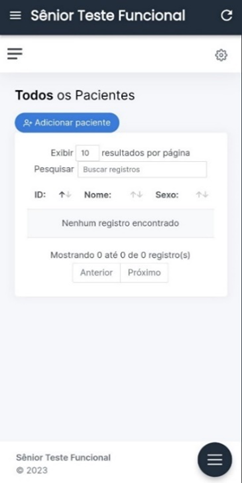 Sênior Teste Funcional
Todos os Pacientes
Adicionar paciente
Exibir 10 resultados por página
Pesquisar Buscar registros
ID: Nome: Sexo:
Nenhum registro encontrado
Mostrando 0 até 0 de 0 registro(s)
Anterior Próximo
Sênior Teste Funcional
© 2023